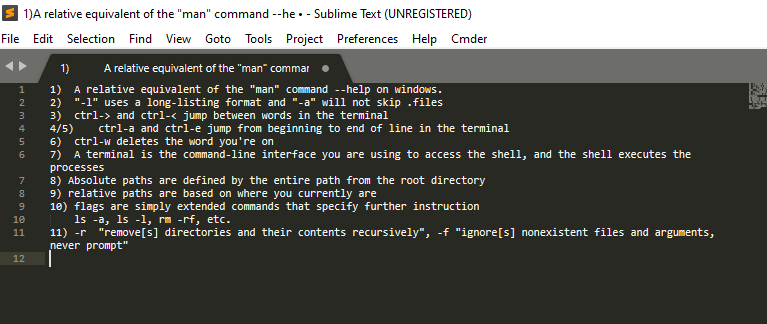 1)A relative equivalent of the "man" command --he • - Sublime Text (UNREGISTERED)
File Edit Selection Find View Goto Tools Project Preferences Help Cmder
1) A relative equivalent of the "man" commar
1 1) A relative equivalent of the "man" command --help on windows.
2 2) "-l" uses a long-listing format and "-a" will not skip .files
3 3) ctrl-> and ctrl-< jump between words in the terminal
4 4/5) ctrl-a and ctrl-e jump from beginning to end of line in the terminal
5 6) ctrl-w deletes the word you're on
6 7) A terminal is the command-line interface you are using to access the shell, and the shell executes the
processes
7 8) Absolute paths are defined by the entire path from the root directory
8 9) relative paths are based on where you currently are
9 10) flags are simply extended commands that specify further instruction
10 ls -a, ls -l, rm -rf, etc.
11 11) -r "remove[s] directories and their contents recursively", -f "ignore[s] nonexistent files and arguments,
never prompt"
12